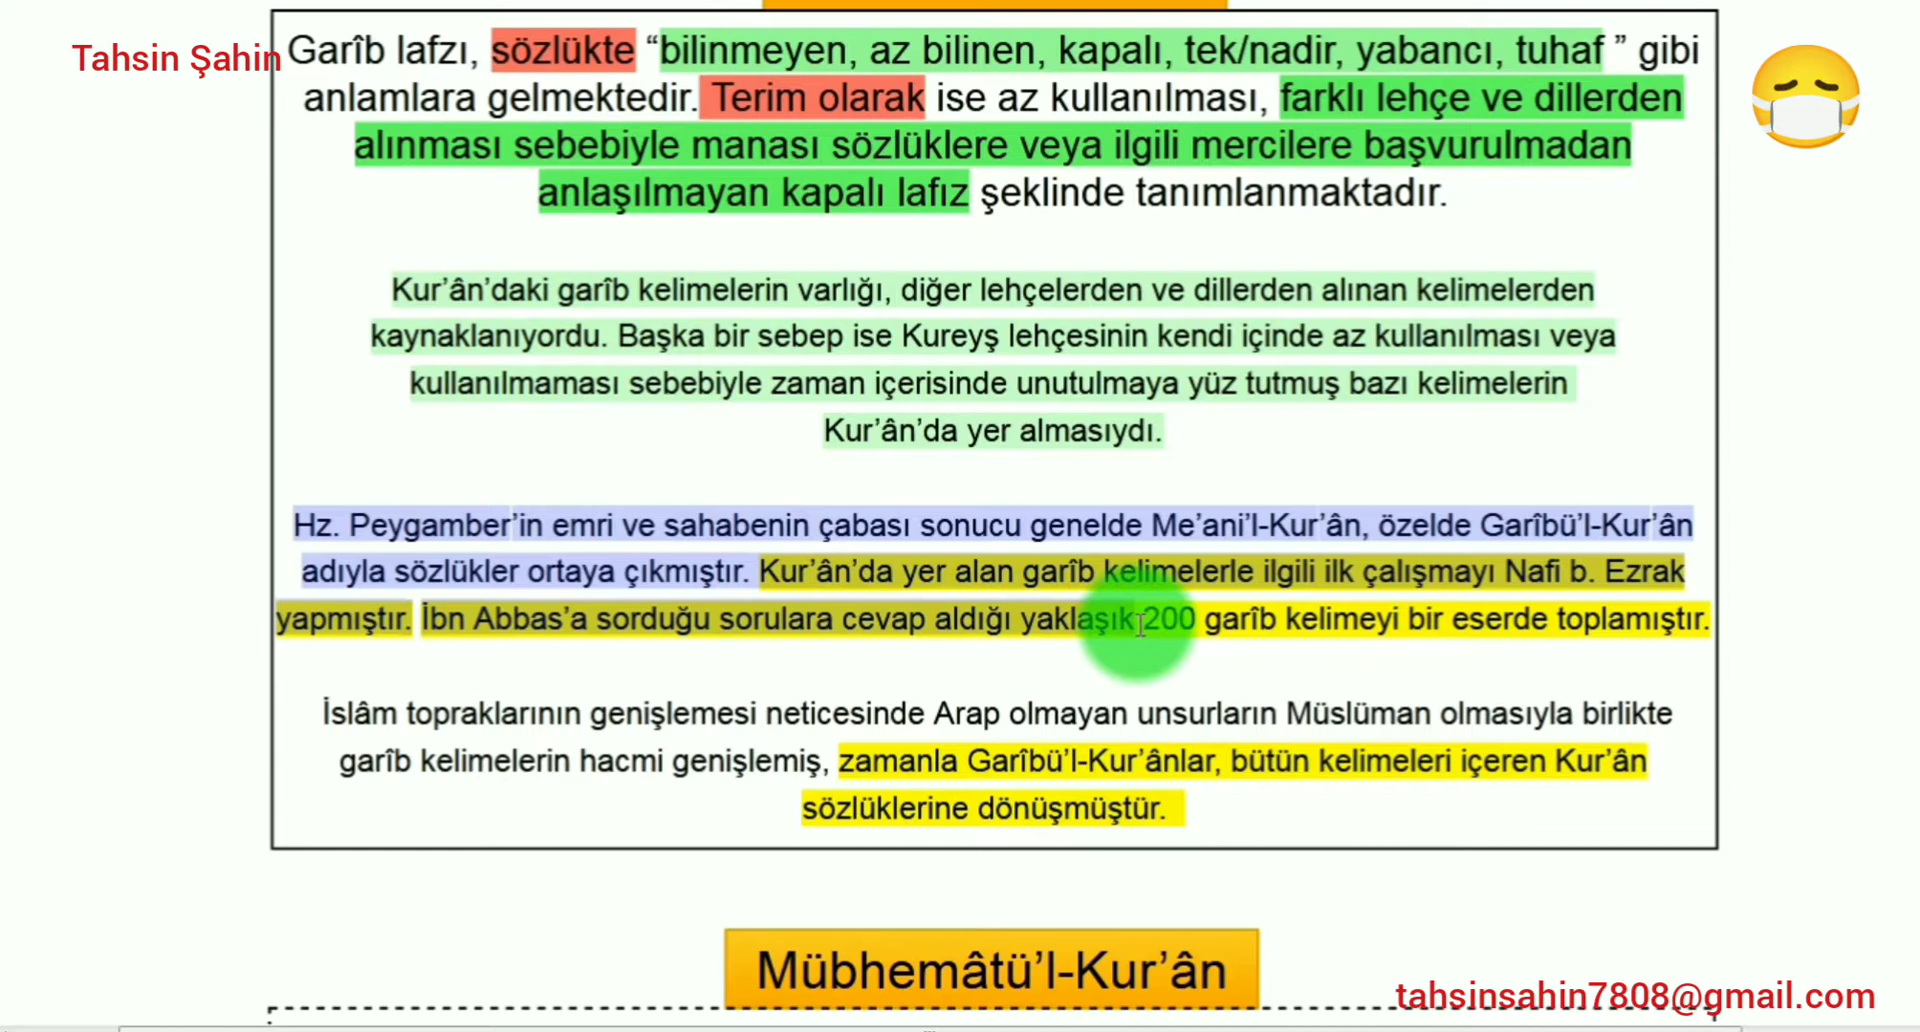 Tahsin Şahin
Garîb lafzı, sözlükte “bilinmeyen, az bilinen, kapalı, tek/nadir, yabancı, tuhaf ” gibi
anlamlara gelmektedir. Terim olarak ise az kullanılması, farklı lehçe ve dillerden
alınması sebebiyle manası sözlüklere veya ilgili mercilere başvurulmadan
anlaşılmayan kapalı lafız şeklinde tanımlanmaktadır.
Kur’ân’daki garîb kelimelerin varlığı, diğer lehçelerden ve dillerden alınan kelimelerden
kaynaklanıyordu. Başka bir sebep ise Kureyş lehçesinin kendi içinde az kullanılması veya
kullanılmaması sebebiyle zaman içerisinde unutulmaya yüz tutmuş bazı kelimelerin
Kur’ân’da yer almasıydı.
Hz. Peygamber’in emri ve sahabenin çabası sonucu genelde Me’ani’l-Kur’ân, özelde Garîbü’l-Kur’ân
adıyla sözlükler ortaya çıkmıştır. Kur’ân’da yer alan garîb kelimelerle ilgili ilk çalışmayı Nafi b. Ezrak
yapmıştır. İbn Abbas’a sorduğu sorulara cevap aldığı yaklaşık 200 garîb kelimeyi bir eserde toplamıştır.
İslâm topraklarının genişlemesi neticesinde Arap olmayan unsurların Müslüman olmasıyla birlikte
garîb kelimelerin hacmi genişlemiş, zamanla Garîbü’l-Kur’ânlar, bütün kelimeleri içeren Kur’ân
sözlüklerine dönüşmüştür.
Mübhemâtü’l-Kur’ân
tahsinsahin7808@gmail.com